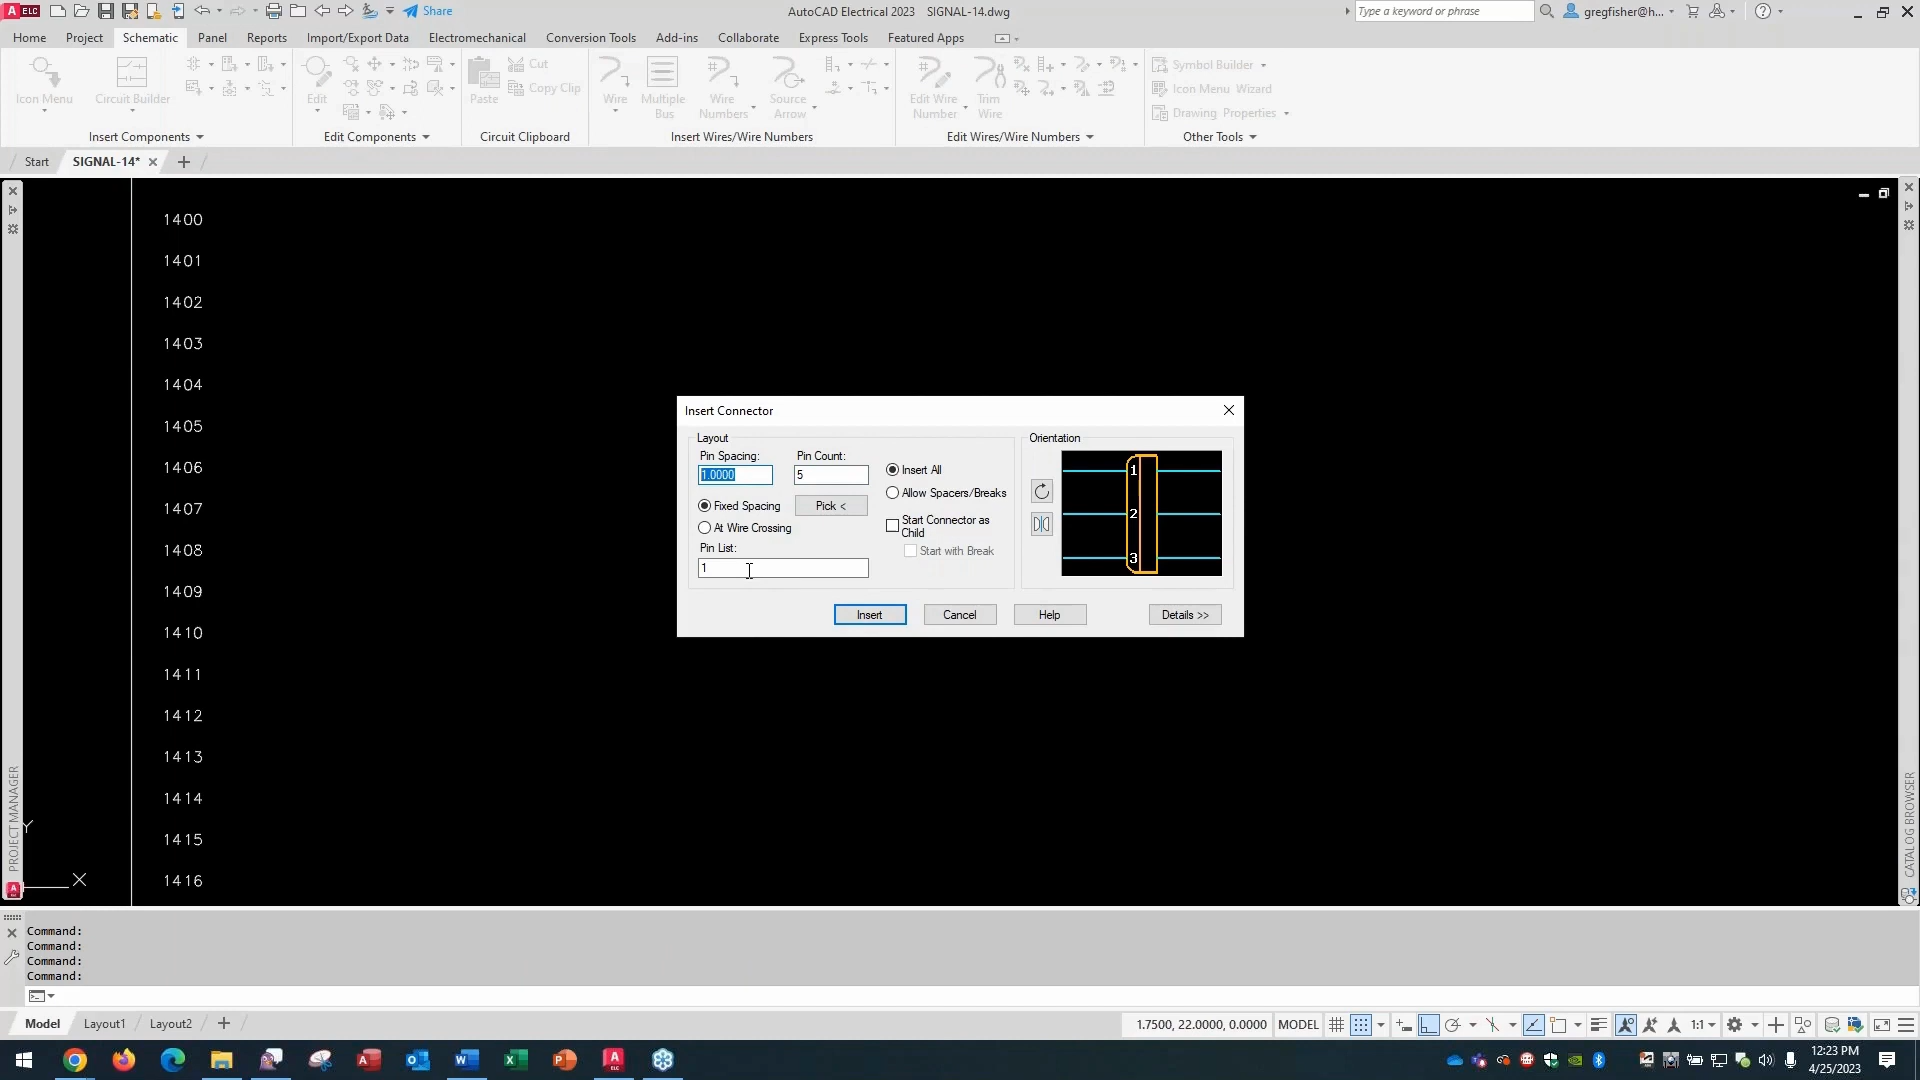 A ELC
Share
AutoCAD Electrical 2023 SIGNAL-14.dwg
Type a keyword or phrase
gregfisher@h...
Home Project Schematic Panel Reports Import/Export Data Electromechanical Conversion Tools Add-ins Collaborate Express Tools Featured Apps
Icon Menu
Circuit Builder
Insert Components
Edit
Edit Components
Paste
Cut
Copy Clip
Circuit Clipboard
Wire
Multiple
Bus
Wire
Numbers
Source
Arrow
Insert Wires/Wire Numbers
Edit Wire
Number
Trim
Wire
Edit Wires/Wire Numbers
Symbol Builder
Icon Menu Wizard
Drawing Properties
Other Tools
Start
SIGNAL-14*
1400
1401
1402
1403
1404
1405
1406
1407
1408
1409
1410
1411
1412
1413
1414
1415
1416
Y
X
PROJECT MANAGER
CATALOG BROWSER
Insert Connector
Layout
Pin Spacing:
1.0000
Pin Count:
5
Fixed Spacing
Pick <
At Wire Crossing
Pin List:
1
Insert All
Allow Spacers/Breaks
Start Connector as
Child
Start with Break
Orientation
1
2
3
Insert
Cancel
Help
Details >>
Command:
Command:
Command:
Command:
Model
Layout1
Layout2
1.7500, 22.0000, 0.0000
MODEL
1:1
12:23 PM
4/25/2023